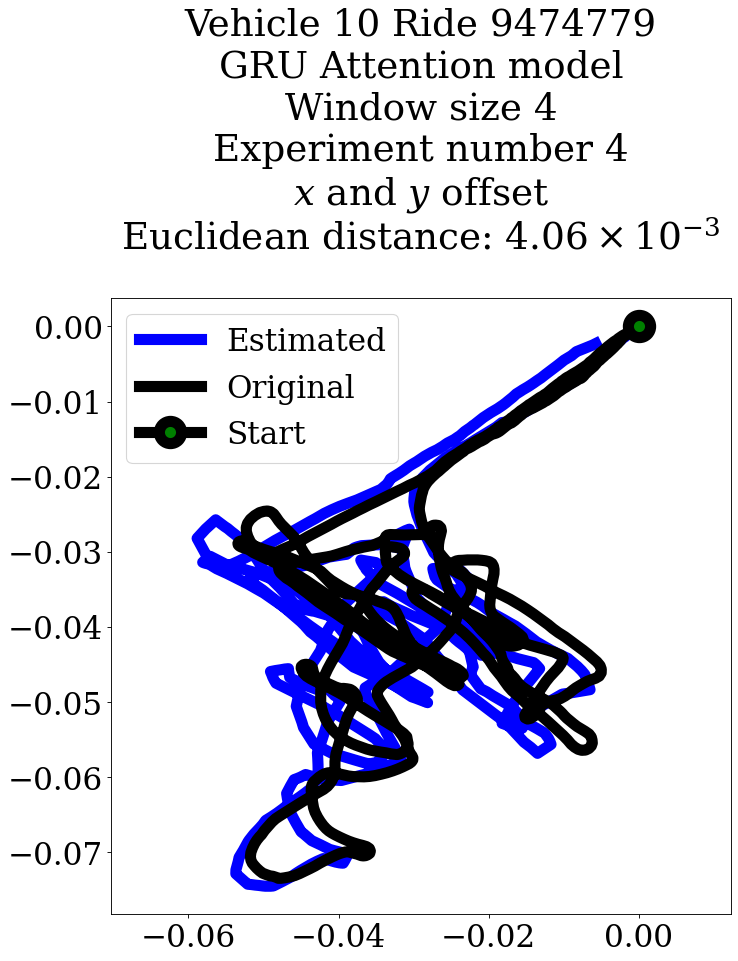 Vehicle 10 Ride 9474779
GRU Attention model
Window size 4
Experiment number 4
x and y offset
Euclidean distance: 4.06 × 10⁻³
Estimated
Original
Start
0.00
−0.01
−0.02
−0.03
−0.04
−0.05
−0.06
−0.07
−0.06
−0.04
−0.02
0.00